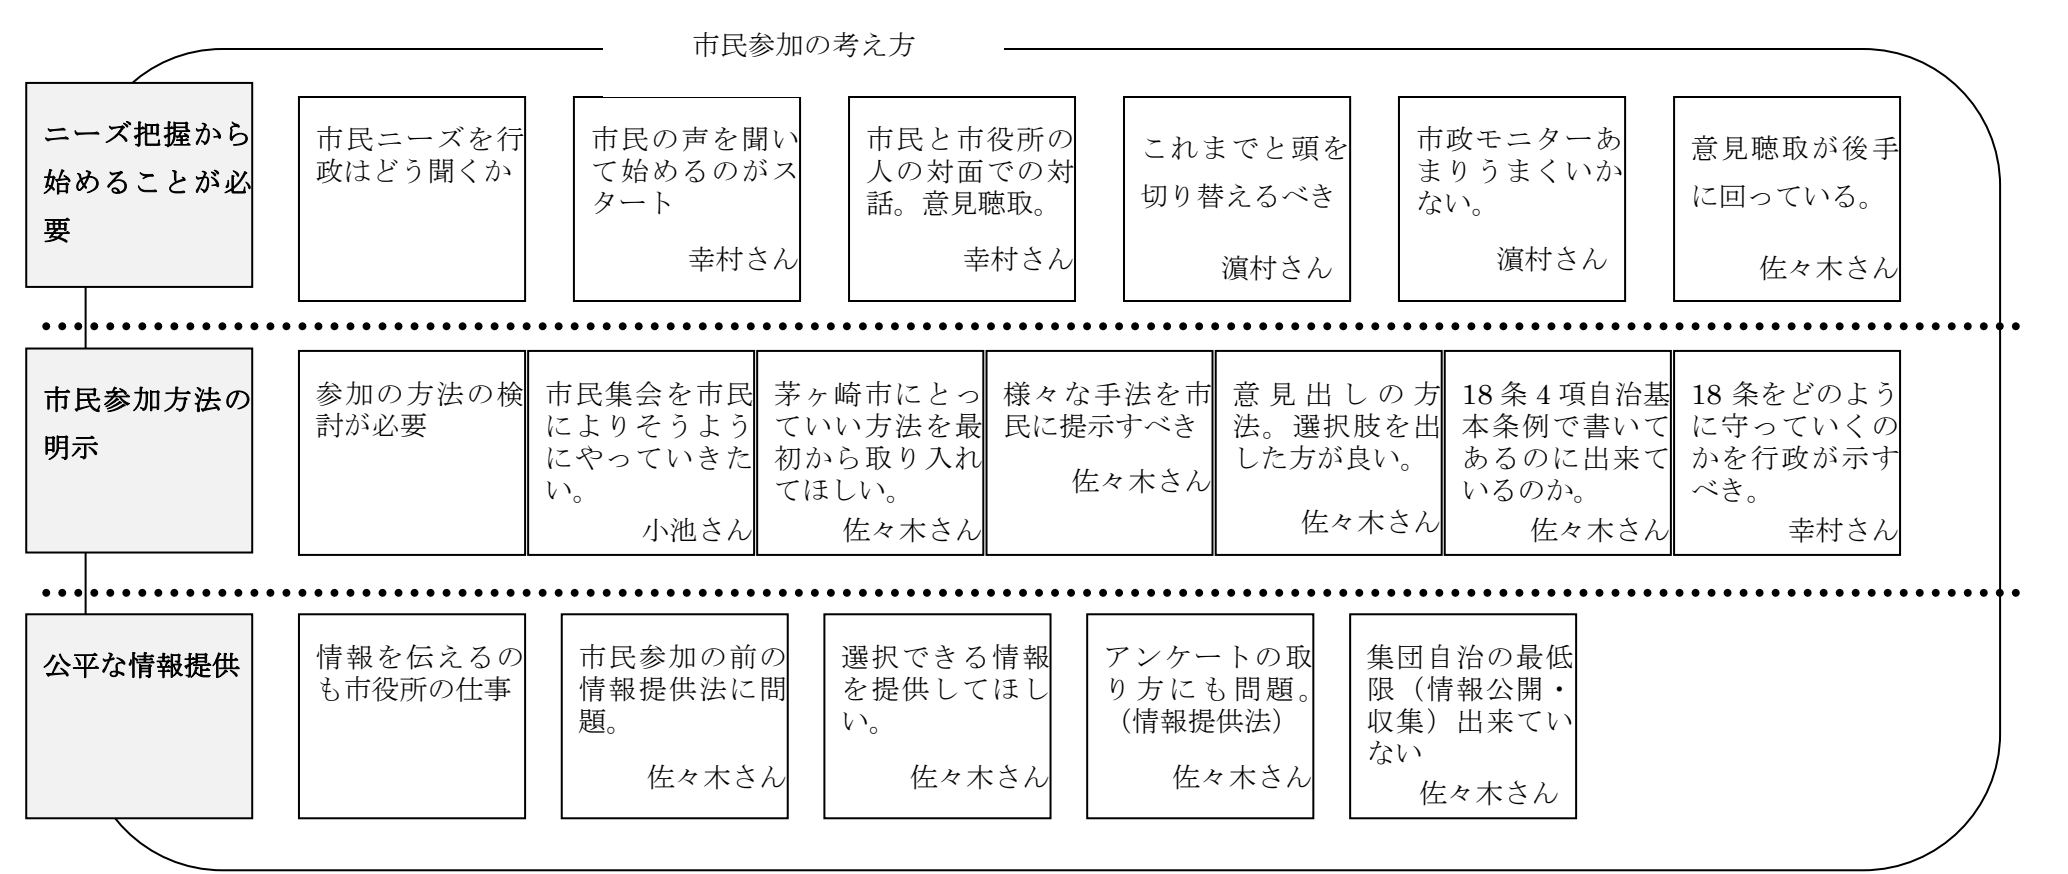 市民参加の考え方
ニーズ把握から
始めることが必
要
市民ニーズを行
政はどう聞くか
市民の声を聞い
て始めるのがス
タート
幸村さん
市民と市役所の
人の対面での対
話。意見聴取。
幸村さん
これまでと頭を
切り替えるべき
濵村さん
市政モニターあ
まりうまくいか
ない。
濵村さん
意見聴取が後手
に回っている。
佐々木さん
市民参加方法の
明示
参加の方法の検
討が必要
市民集会を市民
によりそうよう
にやっていきた
い。
小池さん
茅ヶ崎市にとっ
ていい方法を最
初から取り入れ
てほしい。
佐々木さん
様々な手法を市
民に提示すべき
佐々木さん
意見出しの方
法。選択肢を出
した方が良い。
佐々木さん
18 条 4 項自治基
本条例で書いて
あるのに出来て
いるのか。
佐々木さん
18 条をどのよう
に守っていくの
かを行政が示す
べき。
幸村さん
公平な情報提供
情報を伝えるの
も市役所の仕事
市民参加の前の
情報提供法に問
題。
佐々木さん
選択できる情報
を提供してほし
い。
佐々木さん
アンケートの取
り方にも問題。
（情報提供法）
佐々木さん
集団自治の最低
限（情報公開・
収集）出来てい
ない
佐々木さん